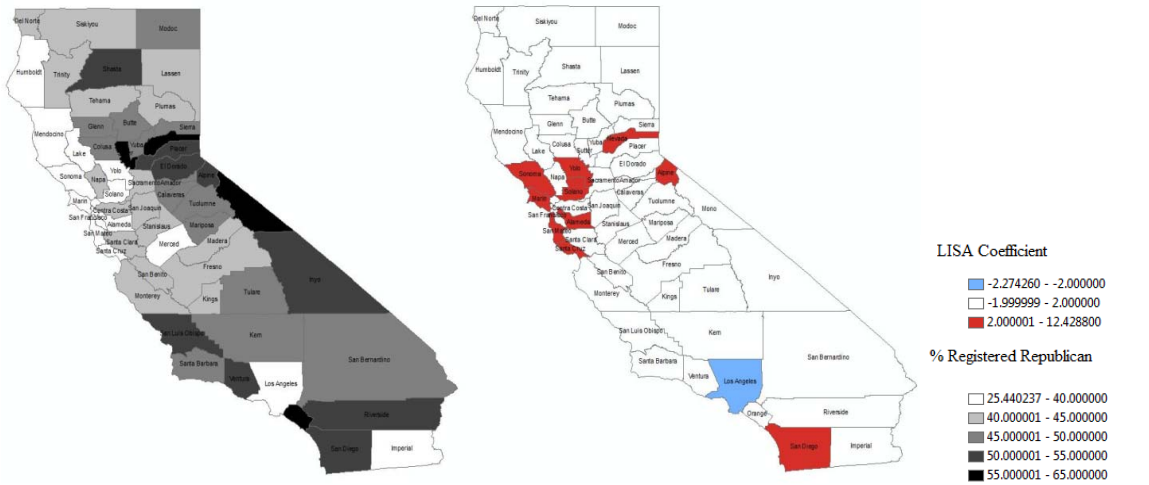 Del Norte
Siskiyou
Modoc
Humboldt
Trinity
Shasta
Lassen
Tehama
Plumas
Mendocino
Glenn
Butte
Sierra
Lake
Colusa
Yuba
Placer
El Dorado
Sonoma
Napa
Yolo
Sacramento
Amador
Alpine
Solano
Calaveras
Tuolumne
Marin
Contra Costa
San Joaquin
San Francisco
Alameda
Stanislaus
Mariposa
San Mateo
Santa Clara
Merced
Madera
Santa Cruz
San Benito
Fresno
Monterey
Kings
Tulare
Inyo
San Luis Obispo
Kern
Santa Barbara
Ventura
Los Angeles
San Bernardino
Riverside
San Diego
Imperial
Del Norte
Siskiyou
Modoc
Humboldt
Trinity
Shasta
Lassen
Tehama
Plumas
Mendocino
Glenn
Butte
Sierra
Nevada
Lake
Colusa
Sutter
Yuba
Placer
El Dorado
Sonoma
Napa
Yolo
Sacramento
Amador
Alpine
Solano
Calaveras
Tuolumne
Mono
Marin
Contra Costa
San Joaquin
San Francisco
Alameda
Stanislaus
Mariposa
San Mateo
Santa Clara
Merced
Madera
Santa Cruz
San Benito
Fresno
Monterey
Kings
Tulare
Inyo
San Luis Obispo
Kern
Santa Barbara
Ventura
Los Angeles
San Bernardino
Orange
Riverside
San Diego
Imperial
LISA Coefficient
-2.274260 - -2.000000
-1.999999 - 2.000000
2.000001 - 12.428800
% Registered Republican
25.440237 - 40.000000
40.000001 - 45.000000
45.000001 - 50.000000
50.000001 - 55.000000
55.000001 - 65.000000